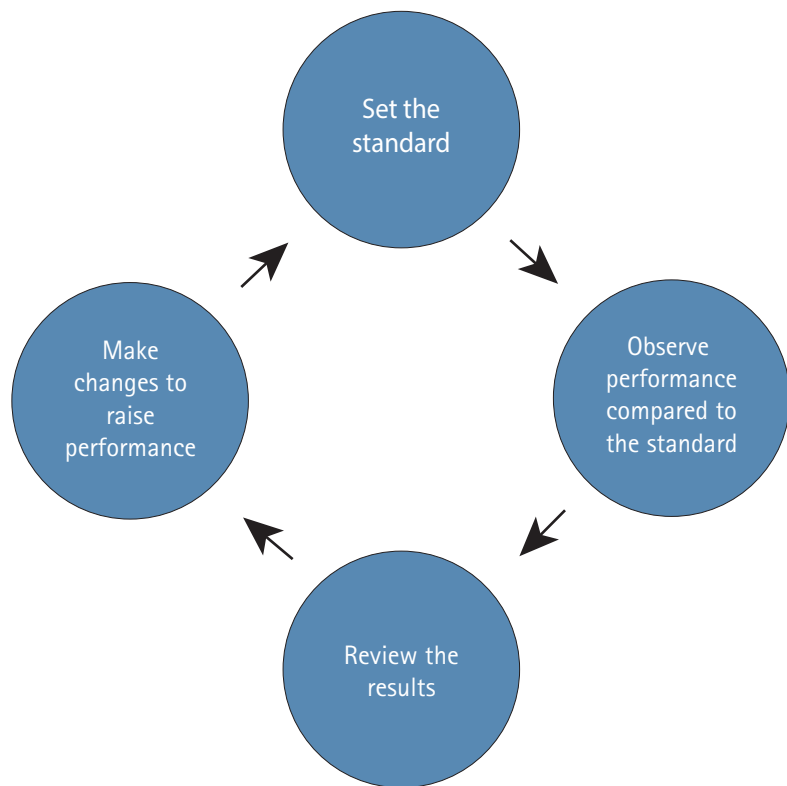 Set the
standard
Observe
performance
compared to
the standard
Review the
results
Make
changes to
raise
performance